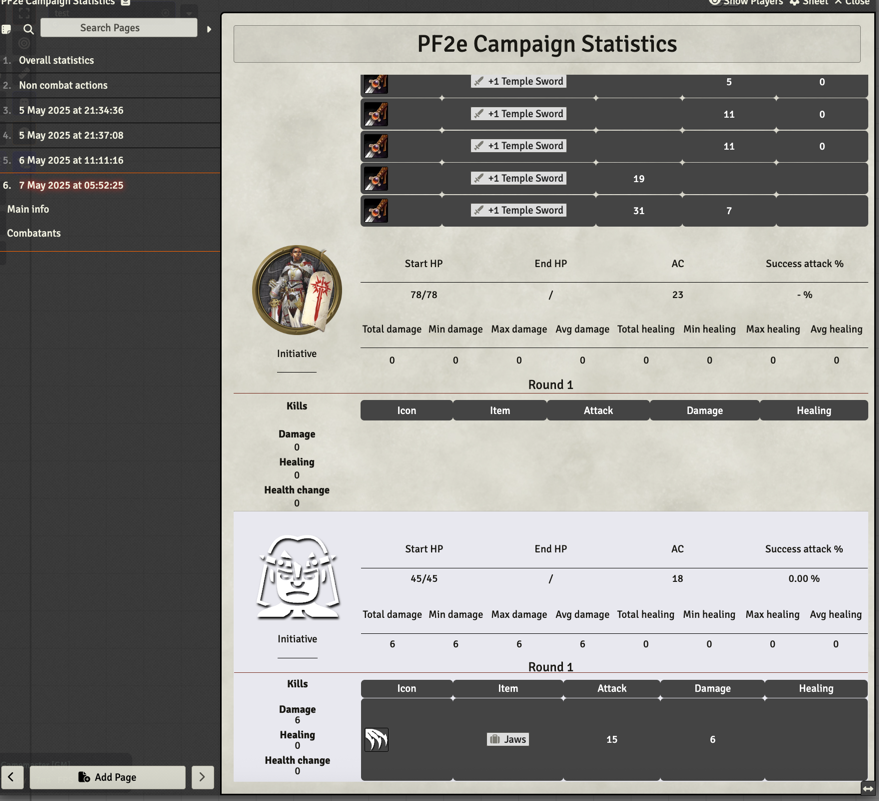 PF2e Campaign Statistics
Show Players Sheet Close
Search Pages
1. Overall statistics
2. Non combat actions
3. 5 May 2025 at 21:34:36
4. 5 May 2025 at 21:37:08
5. 6 May 2025 at 11:11:16
6. 7 May 2025 at 05:52:25
Main info
Combatants
Add Page
PF2e Campaign Statistics
+1 Temple Sword 5 0
+1 Temple Sword 11 0
+1 Temple Sword 11 0
+1 Temple Sword 19
+1 Temple Sword 31 7
Start HP End HP AC Success attack %
78/78 / 23 - %
Total damage Min damage Max damage Avg damage Total healing Min healing Max healing Avg healing
0 0 0 0 0 0 0 0
Initiative
Round 1
Kills
Icon Item Attack Damage Healing
Damage
0
Healing
0
Health change
0
Start HP End HP AC Success attack %
45/45 / 18 0.00 %
Total damage Min damage Max damage Avg damage Total healing Min healing Max healing Avg healing
6 6 6 6 0 0 0 0
Initiative
Round 1
Kills
Icon Item Attack Damage Healing
Damage
6
Healing
0
Health change
0
Jaws 15 6